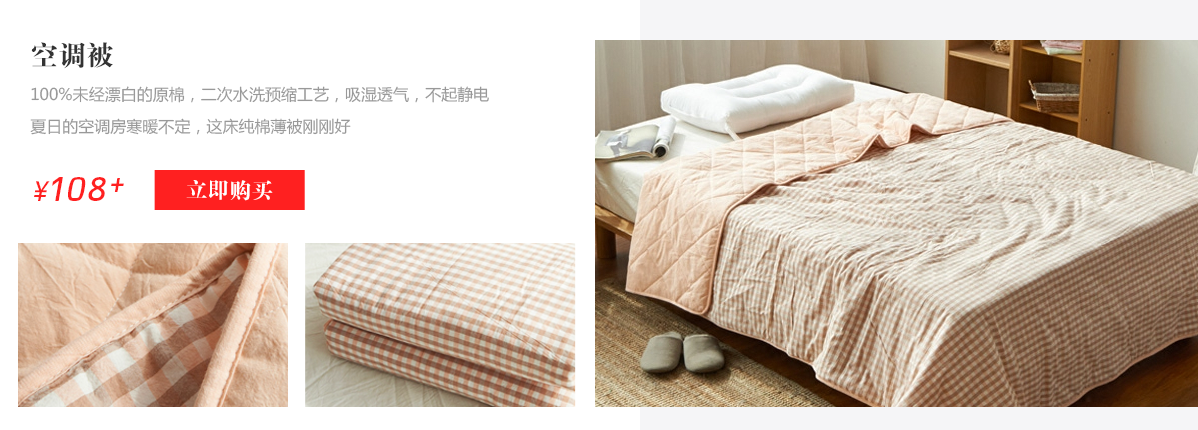 空调被
100%未经漂白的原棉，二次水洗预缩工艺，吸湿透气，不起静电
夏日的空调房寒暖不定，这床纯棉薄被刚刚好
¥108+
立即购买